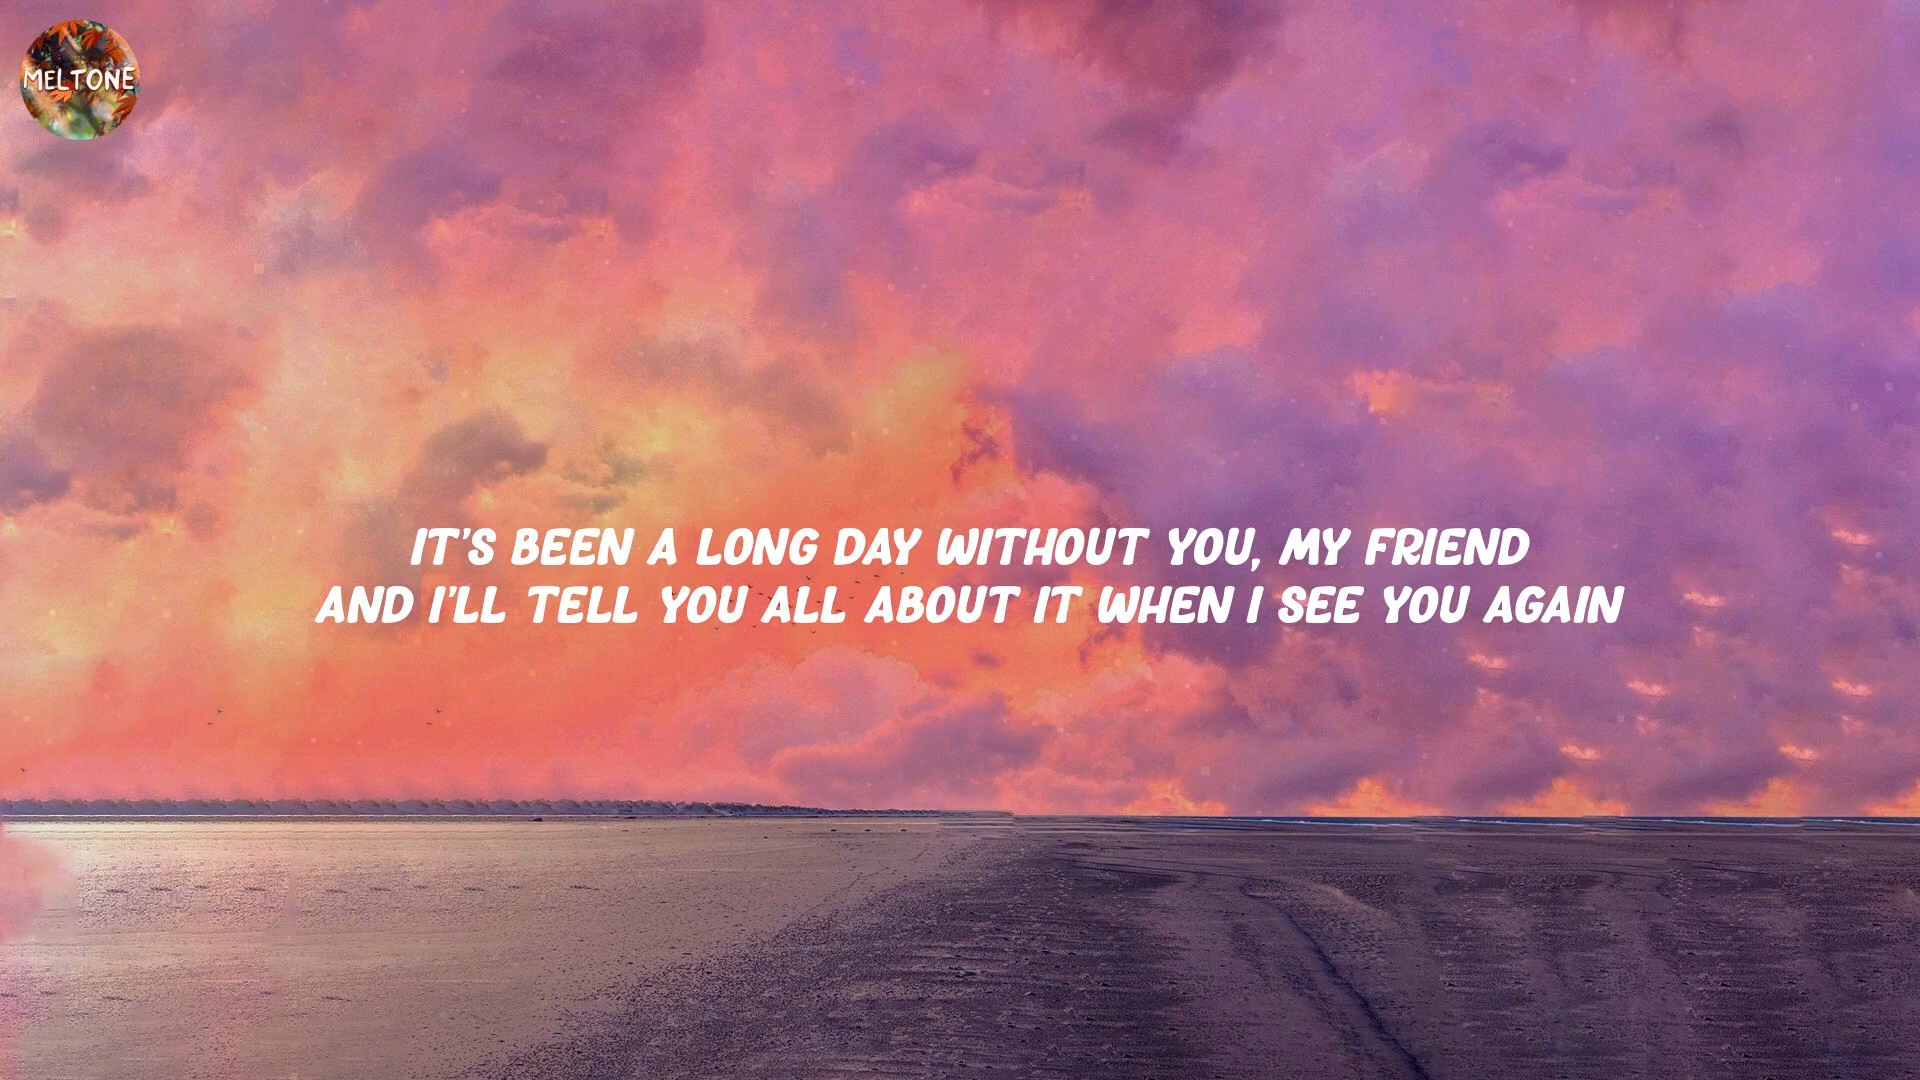 MELTONE
IT'S BEEN A LONG DAY WITHOUT YOU, MY FRIEND
AND I'LL TELL YOU ALL ABOUT IT WHEN I SEE YOU AGAIN